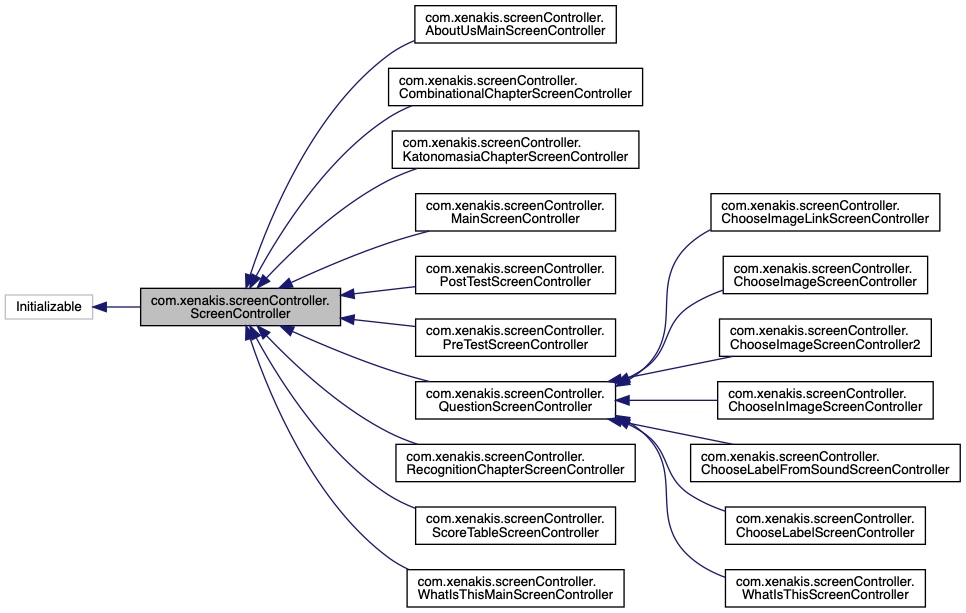 Initializable
com.xenakis.screenController.
ScreenController
com.xenakis.screenController.
AboutUsMainScreenController
com.xenakis.screenController.
CombinationalChapterScreenController
com.xenakis.screenController.
KatonomasiaChapterScreenController
com.xenakis.screenController.
MainScreenController
com.xenakis.screenController.
PostTestScreenController
com.xenakis.screenController.
PreTestScreenController
com.xenakis.screenController.
QuestionScreenController
com.xenakis.screenController.
RecognitionChapterScreenController
com.xenakis.screenController.
ScoreTableScreenController
com.xenakis.screenController.
WhatIsThisMainScreenController
com.xenakis.screenController.
ChooseImageLinkScreenController
com.xenakis.screenController.
ChooseImageScreenController
com.xenakis.screenController.
ChooseImageScreenController2
com.xenakis.screenController.
ChooseInImageScreenController
com.xenakis.screenController.
ChooseLabelFromSoundScreenController
com.xenakis.screenController.
ChooseLabelScreenController
com.xenakis.screenController.
WhatIsThisScreenController